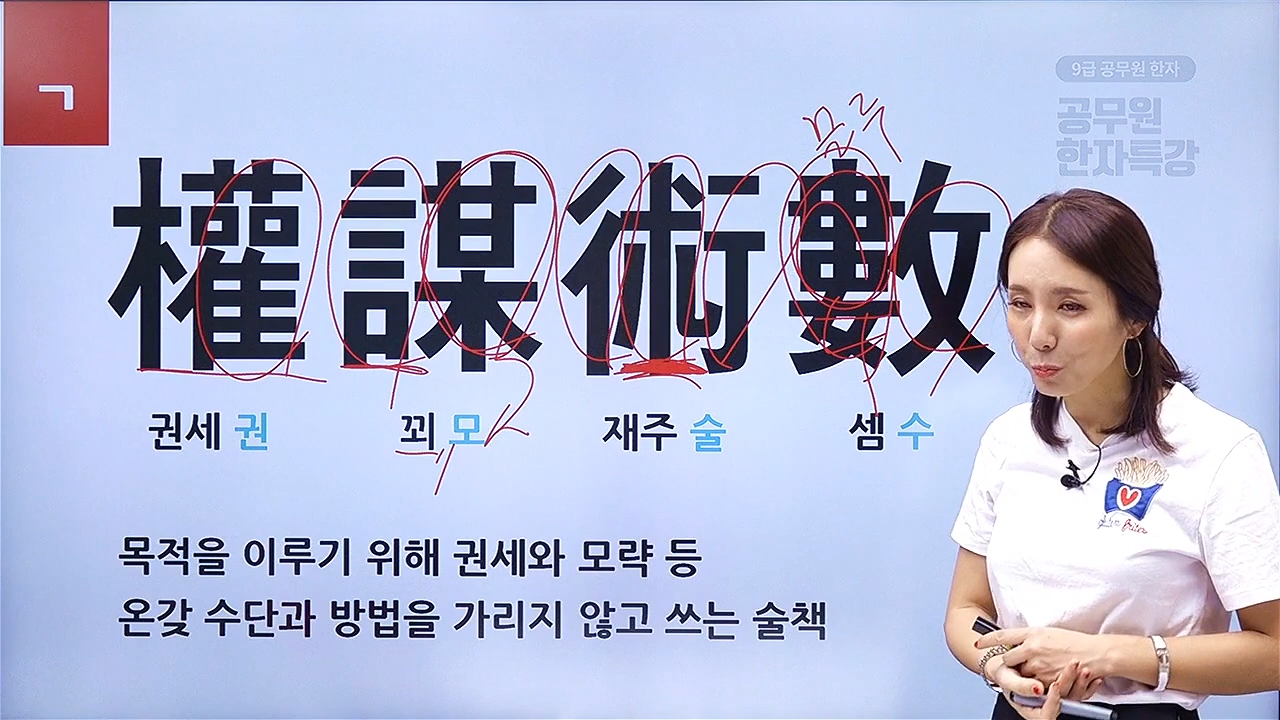 ㄱ
9급 공무원 한자
공무원
한자특강
權謀術數
권세 권 꾀 모 재주 술 셈 수
목적을 이루기 위해 권세와 모략 등
온갖 수단과 방법을 가리지 않고 쓰는 술책